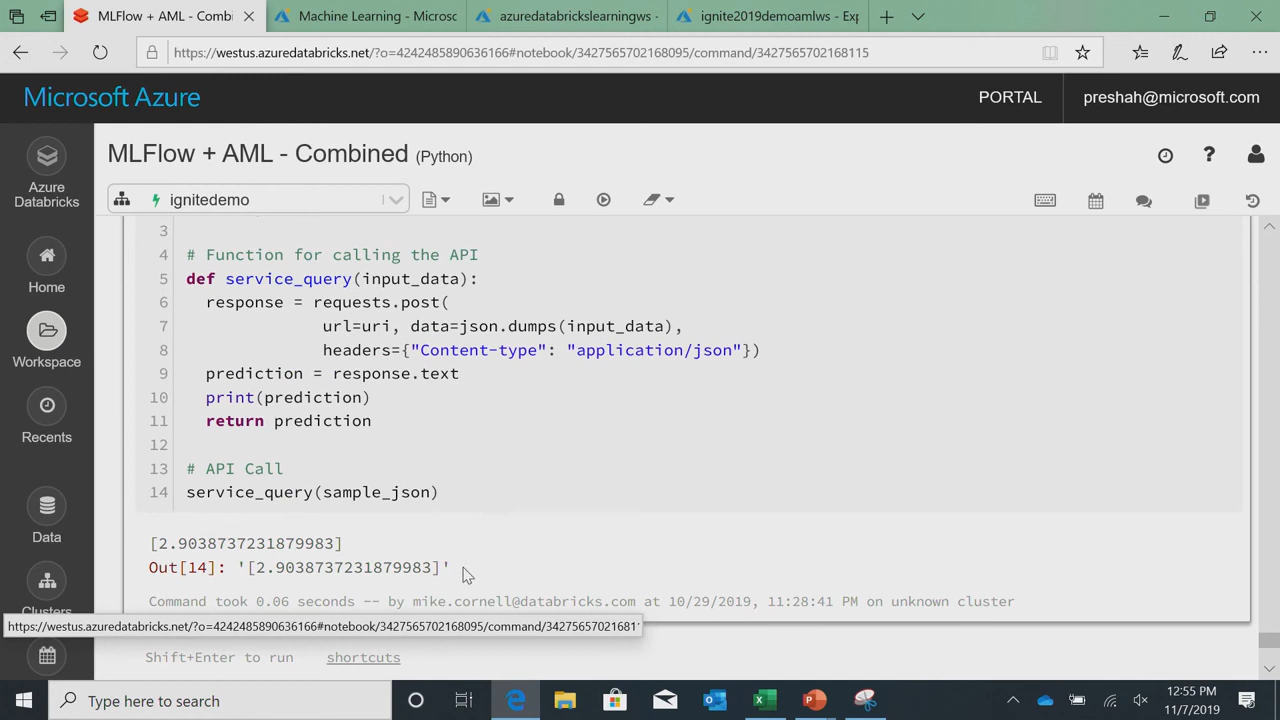 MLFlow + AML - Combined
Machine Learning - Microsc
azuredatabrickslearningws -
ignite2019demoamlws - Exp
https://westus.azuredatabricks.net/?o=4242485890636166#notebook/3427565702168095/command/3427565702168115
Microsoft Azure
PORTAL
preshah@microsoft.com
MLFlow + AML - Combined (Python)
ignitedemo
Azure
Databricks
Home
Workspace
Recents
Data
Clusters
3
4 # Function for calling the API
5 def service_query(input_data):
6 response = requests.post(
7 url=uri, data=json.dumps(input_data),
8 headers={"Content-type": "application/json"})
9 prediction = response.text
10 print(prediction)
11 return prediction
12
13 # API Call
14 service_query(sample_json)
[2.9038737231879983]
Out[14]: '[2.9038737231879983]'
Command took 0.06 seconds -- by mike.cornell@databricks.com at 10/29/2019, 11:28:41 PM on unknown cluster
https://westus.azuredatabricks.net/?o=4242485890636166#notebook/3427565702168095/command/342756570216811
Shift+Enter to run shortcuts
Type here to search
12:55 PM
11/7/2019